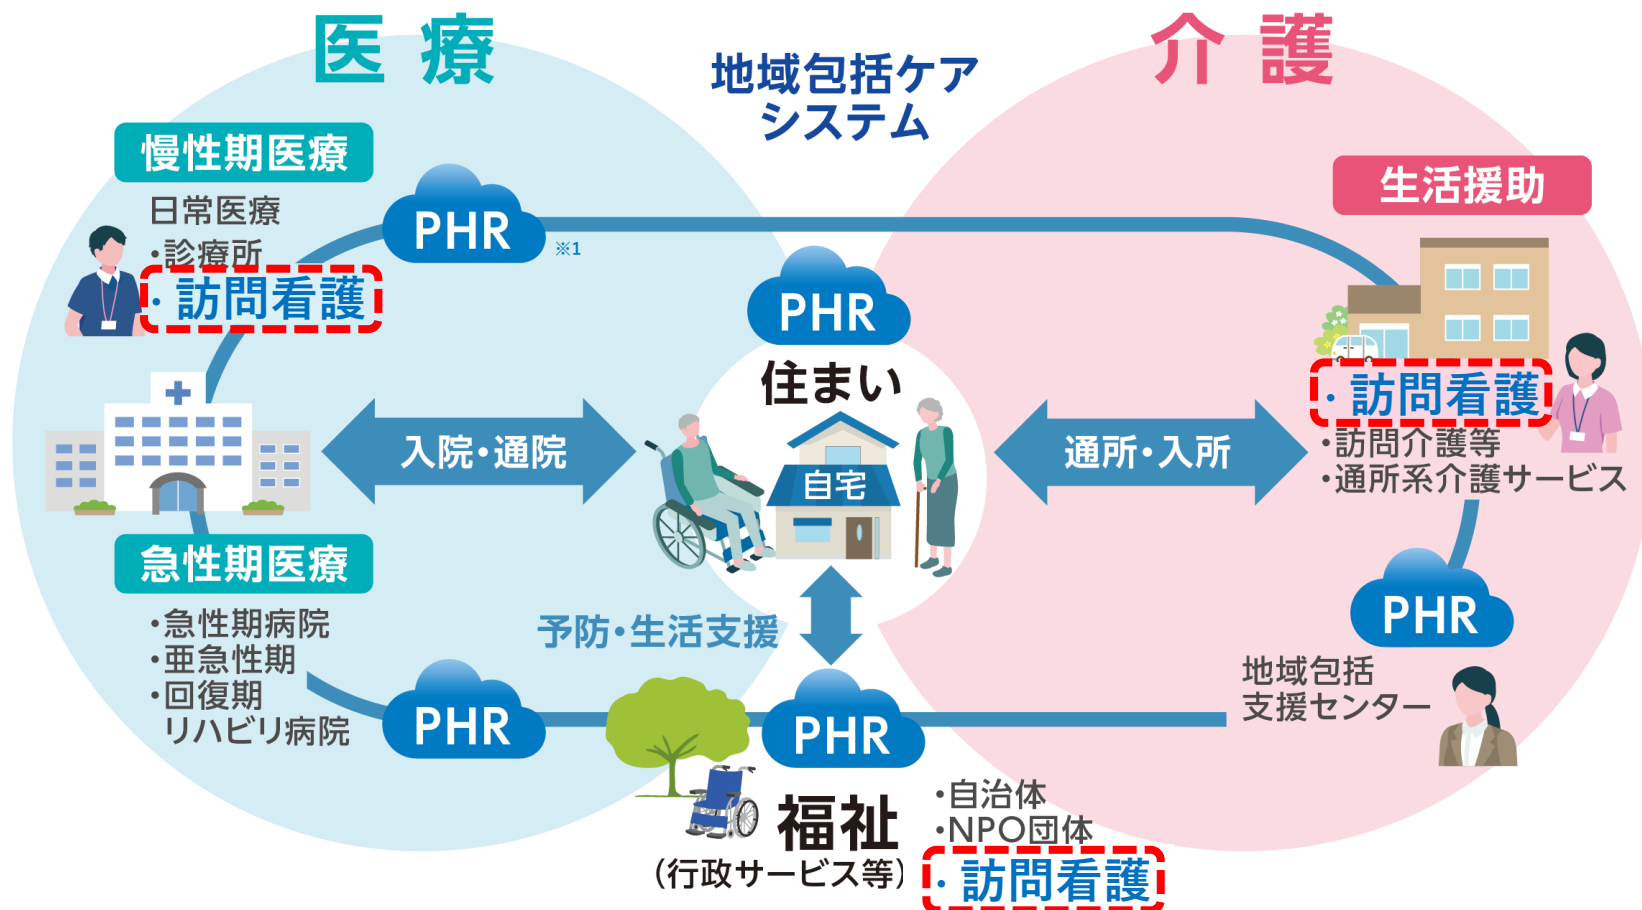 医療
地域包括ケア
システム
介護
慢性期医療
日常医療
・診療所
・訪問看護
PHR
※1
PHR
住まい
自宅
生活援助
・訪問看護
・訪問介護等
・通所系介護サービス
入院・通院
通所・入所
急性期医療
・急性期病院
・亜急性期
・回復期
リハビリ病院
予防・生活支援
PHR
PHR
PHR
地域包括
支援センター
福祉
(行政サービス等)
・自治体
・NPO団体
・訪問看護